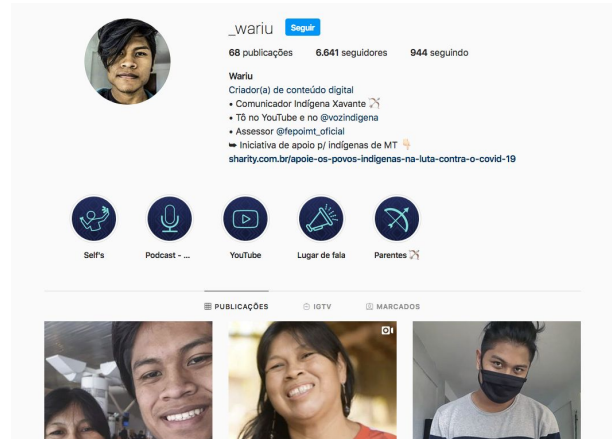 _wariu Seguir
68 publicações 6.641 seguidores 944 seguindo
Wariu
Criador(a) de conteúdo digital
• Comunicador Indígena Xavante 🏹
• Tô no YouTube e no @vozindigena
• Assessor @fepoimt_oficial
➥ Iniciativa de apoio p/ indígenas de MT 👇🏻
sharity.com.br/apoie-os-povos-indigenas-na-luta-contra-o-covid-19
Self's Podcast - ... YouTube Lugar de fala Parentes 🏹
PUBLICAÇÕES IGTV MARCADOS